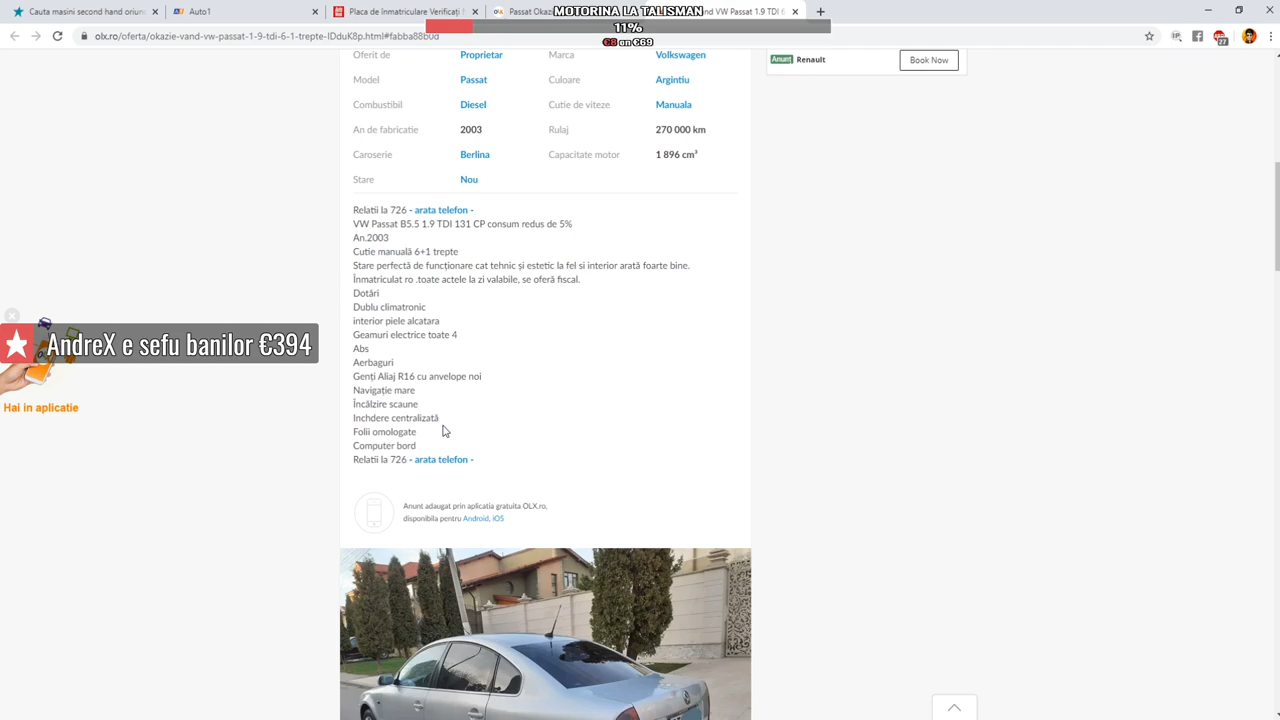 Cauta masini second hand oriun
Auto1
Placa de Inmatriculare Verificați
Passat Oka
nd VW Passat 1.9 TDI 6
MOTORINA LA TALISMAN
11%
€8 an €69
olx.ro/oferta/okazie-vand-vw-passat-1-9-tdi-6-1-trepte-IDduK8p.html#fabba88b0d
27
Oferit de Proprietar Marca Volkswagen
Anunt Renault Book Now
Model Passat Culoare Argintiu
Combustibil Diesel Cutie de viteze Manuala
An de fabricatie 2003 Rulaj 270 000 km
Caroserie Berlina Capacitate motor 1 896 cm³
Stare Nou
Relatii la 726 - arata telefon -
VW Passat B5.5 1.9 TDI 131 CP consum redus de 5%
An.2003
Cutie manuală 6+1 trepte
Stare perfectă de funcționare cat tehnic și estetic la fel si interior arată foarte bine.
Înmatriculat ro .toate actele la zi valabile, se oferă fiscal.
Dotări
Dublu climatronic
interior piele alcatara
Geamuri electrice toate 4
Abs
Aerbaguri
Genți Aliaj R16 cu anvelope noi
Navigație mare
Încălzire scaune
Inchdere centralizată
Folii omologate
Computer bord
Relatii la 726 - arata telefon -
AndreX e sefu banilor €394
Hai in aplicatie
Anunt adaugat prin aplicatia gratuita OLX.ro,
disponibila pentru Android, iOS